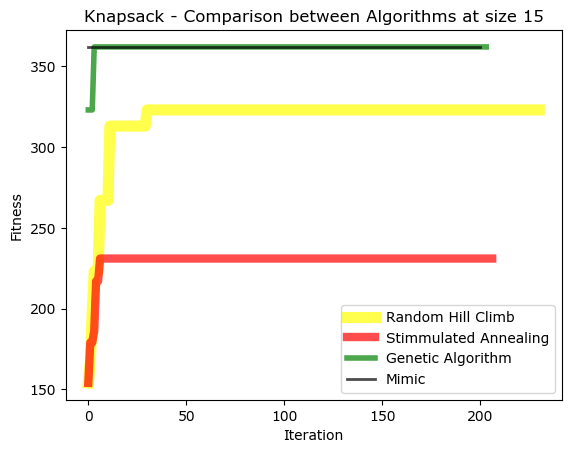 Knapsack - Comparison between Algorithms at size 15
Fitness
350
300
250
200
150
0
50
100
150
200
Iteration
Random Hill Climb
Stimmulated Annealing
Genetic Algorithm
Mimic